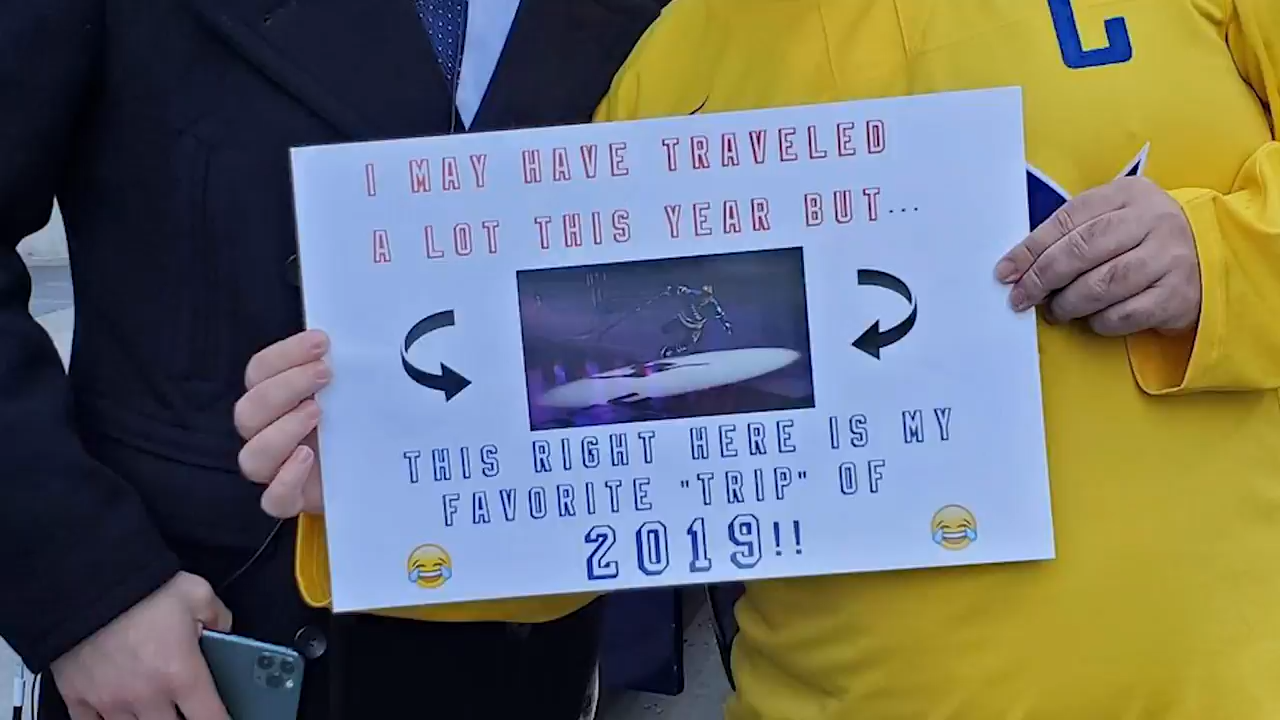 C
I MAY HAVE TRAVELED
A LOT THIS YEAR BUT...
THIS RIGHT HERE IS MY
FAVORITE "TRIP" OF
2019!!